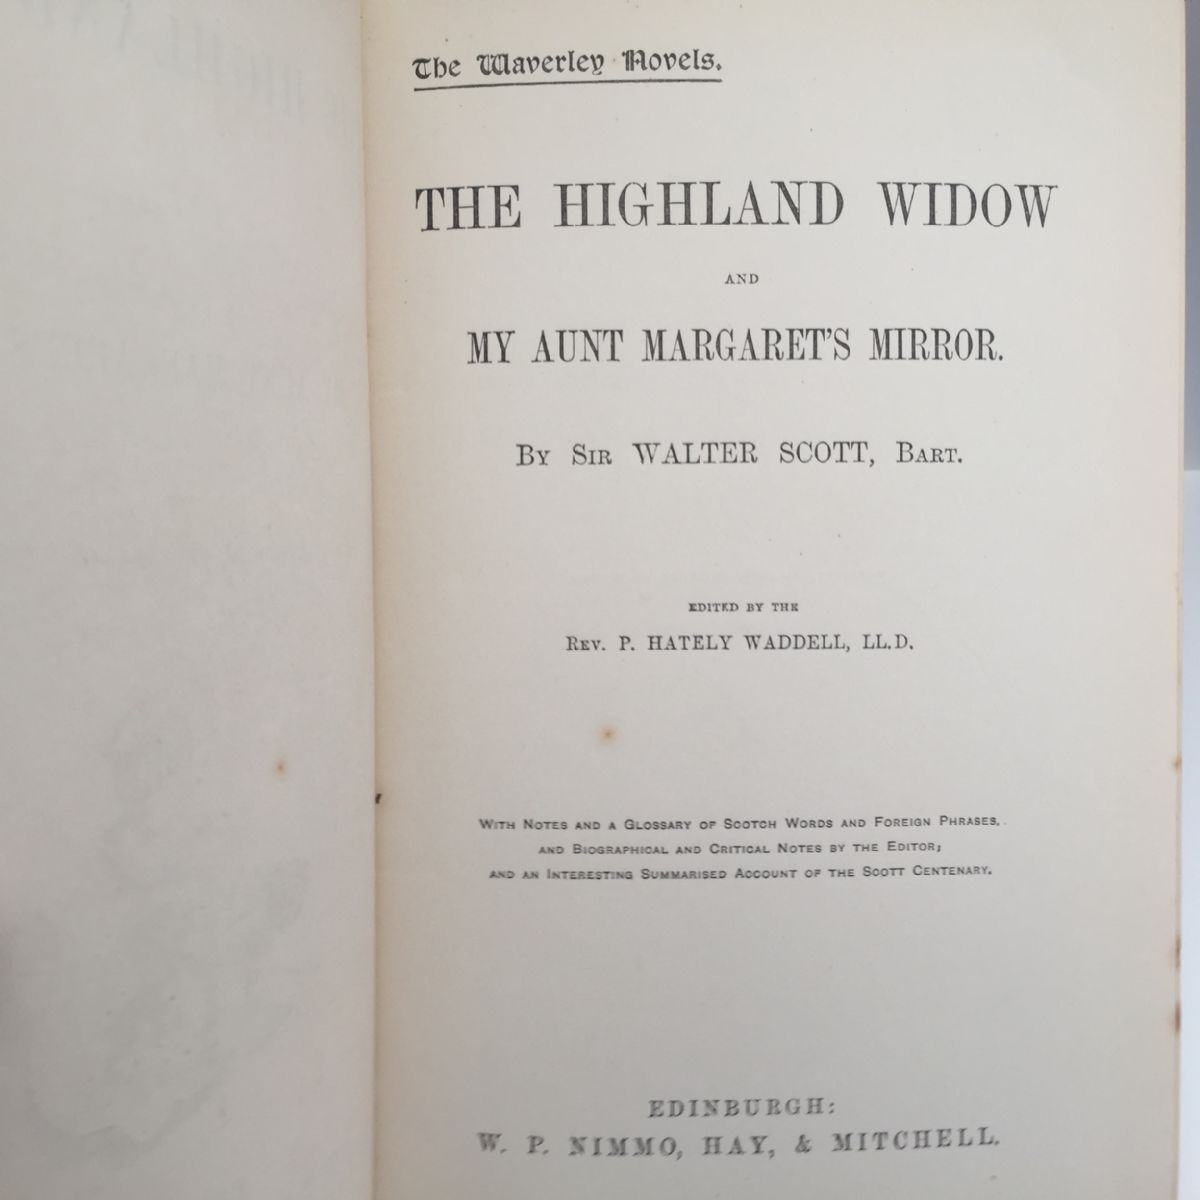 The Waverley Novels.
THE HIGHLAND WIDOW
AND
MY AUNT MARGARET'S MIRROR.
By Sir WALTER SCOTT, Bart.
EDITED BY THE
Rev. P. HATELY WADDELL, LL.D.
With Notes and a Glossary of Scotch Words and Foreign Phrases,
and Biographical and Critical Notes by the Editor;
and an Interesting Summarised Account of the Scott Centenary.
EDINBURGH:
W. P. NIMMO, HAY, & MITCHELL.